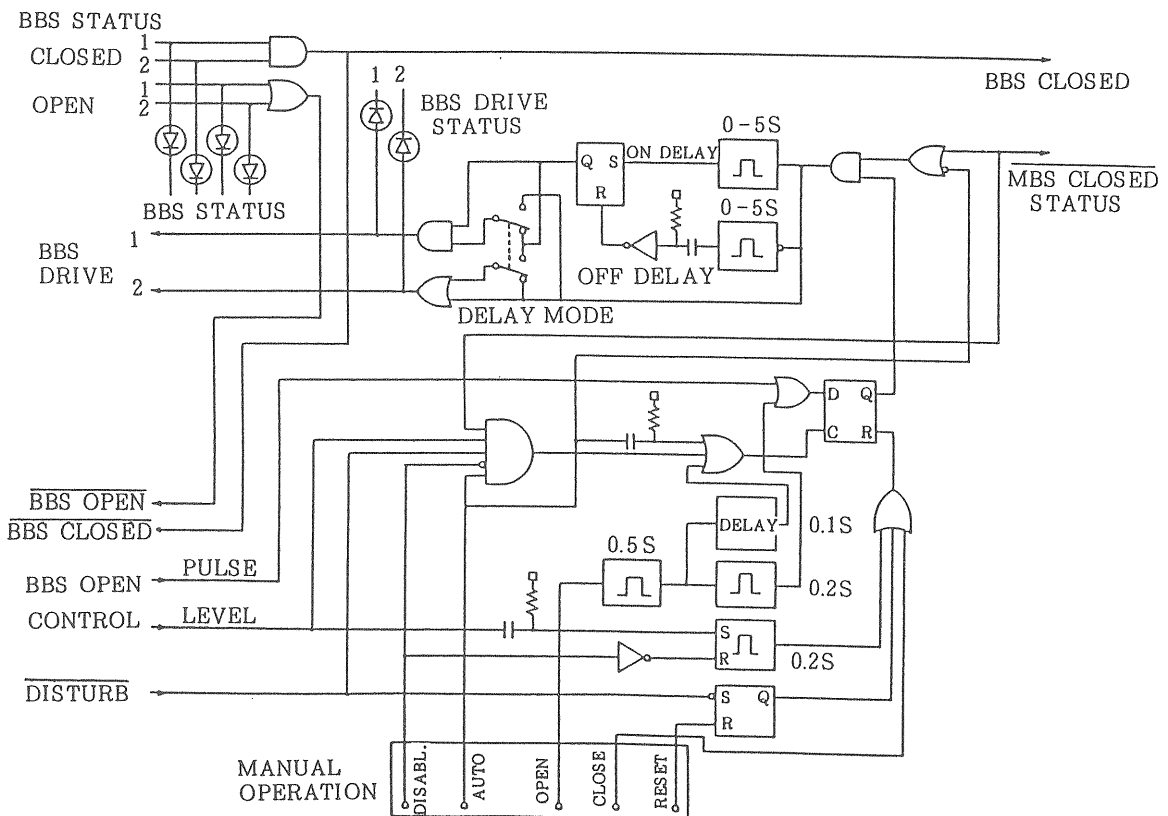 BBS STATUS
CLOSED
1
2
OPEN
1
2
BBS STATUS
1 2
BBS DRIVE
STATUS
BBS CLOSED
MBS CLOSED
STATUS
0-5S
ON DELAY
Q S
R
0-5S
OFF DELAY
BBS
DRIVE
1
2
DELAY MODE
D Q
C R
BBS OPEN
BBS CLOSED
DELAY
0.1S
0.5S
0.2S
BBS OPEN
CONTROL
PULSE
LEVEL
S
R
0.2S
DISTURB
S Q
R
MANUAL
OPERATION
DISABL.
AUTO
OPEN
CLOSE
RESET